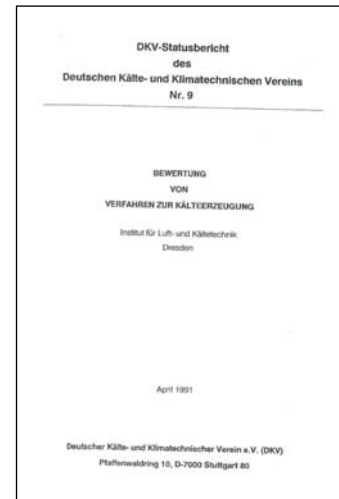 DKV-Statusbericht
des
Deutschen Kälte- und Klimatechnischen Vereins
Nr. 9
BEWERTUNG
VON
VERFAHREN ZUR KÄLTEERZEUGUNG
Institut für Luft- und Kältetechnik
Dresden
April 1991
Deutscher Kälte- und Klimatechnischer Verein e.V. (DKV)
Pfaffenwaldring 10, D-7000 Stuttgart 80